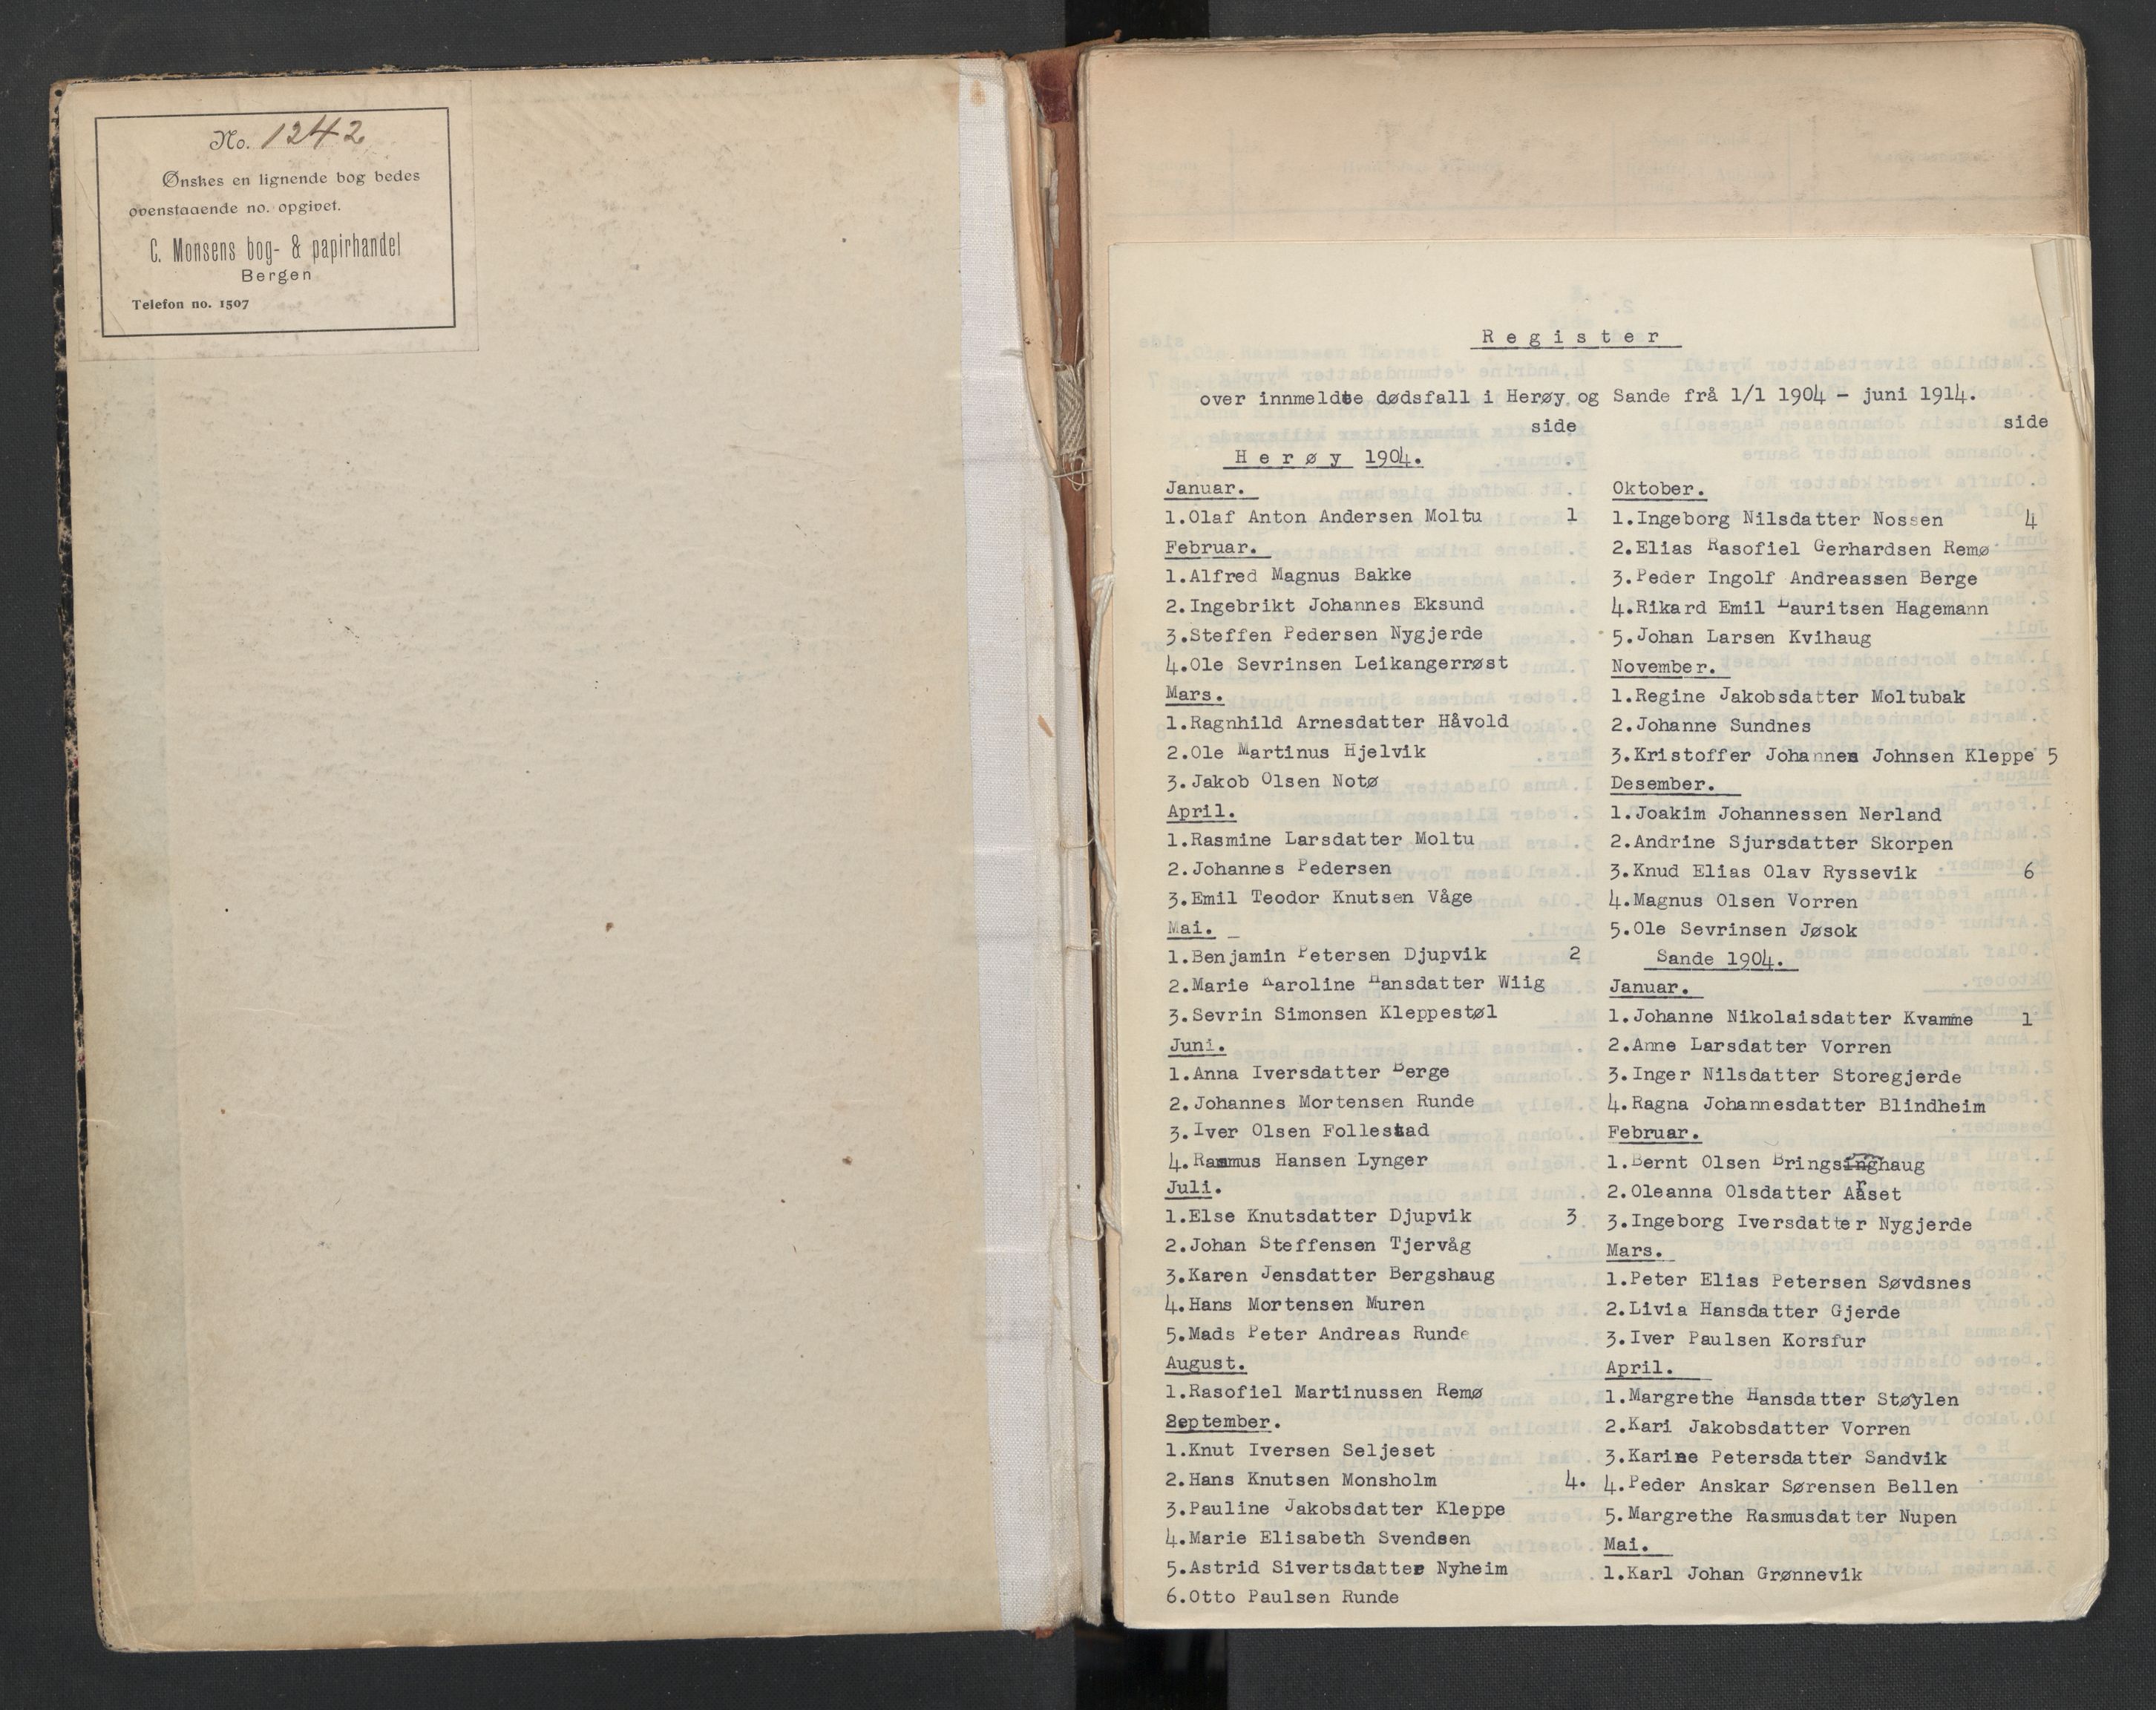 No. 1242
Ønskes en lignende bog bedes
ovenstaaende no. opgivet.
C. Monsens bog- & papirhandel
Bergen
Telefon no. 1507
Register
over innmeldte dødsfall i Herøy og Sande frå 1/1 1904 - juni 1914.
side
Herøy 1904.
Januar.
1.Olaf Anton Andersen Moltu 1
Februar.
1.Alfred Magnus Bakke
2.Ingebrikt Johannes Eksund
3.Steffen Pedersen Nygjerde
4.Ole Sevrinsen Leikangerrøst
Mars.
1.Ragnhild Arnesdatter Håvold
2.Ole Martinus Hjelvik
3.Jakob Olsen Notø
April.
1.Rasmine Larsdatter Moltu
2.Johannes Pedersen
3.Emil Teodor Knutsen Våge
Mai.
1.Benjamin Petersen Djupvik 2
2.Marie Karoline Hansdatter Wiig
3.Sevrin Simonsen Kleppestøl
Juni.
1.Anna Iversdatter Berge
2.Johannes Mortensen Runde
3.Iver Olsen Follestad
4.Rasmus Hansen Lynger
Juli.
1.Else Knutsdatter Djupvik 3
2.Johan Steffensen Tjervåg
3.Karen Jensdatter Bergshaug
4.Hans Mortensen Muren
5.Mads Peter Andreas Runde
August.
1.Rasofiel Martinussen Remø
September.
1.Knut Iversen Seljeset
2.Hans Knutsen Monsholm 4.
3.Pauline Jakobsdatter Kleppe
4.Marie Elisabeth Svendsen
5.Astrid Sivertsdatter Nyheim
6.Otto Paulsen Runde
side
Oktober.
1.Ingeborg Nilsdatter Nossen 4
2.Elias Rasofiel Gerhardsen Remø
3.Peder Ingolf Andreassen Berge
4.Rikard Emil Lauritsen Hagemann
5.Johan Larsen Kvihaug
November.
1.Regine Jakobsdatter Moltubak
2.Johanne Sundnes
3.Kristoffer Johannes Johnsen Kleppe 5
Desember.
1.Joakim Johannessen Nerland
2.Andrine Sjursdatter Skorpen
3.Knud Elias Olav Ryssevik 6
4.Magnus Olsen Vorren
5.Ole Sevrinsen Jøsok
Sande 1904.
Januar.
1.Johanne Nikolaisdatter Kvamme 1
2.Anne Larsdatter Vorren
3.Inger Nilsdatter Storegjerde
4.Ragna Johannesdatter Blindheim
Februar.
1.Bernt Olsen Bringsinghaug
2.Oleanna Olsdatter Arset
3.Ingeborg Iversdatter Nygjerde
Mars.
1.Peter Elias Petersen Søvdsnes
2.Livia Hansdatter Gjerde
3.Iver Paulsen Korsfur
April.
1.Margrethe Hansdatter Støylen
2.Kari Jakobsdatter Vorren
3.Karine Petersdatter Sandvik
4.Peder Anskar Sørensen Bellen
5.Margrethe Rasmusdatter Nupen
Mai.
1.Karl Johan Grønnevik